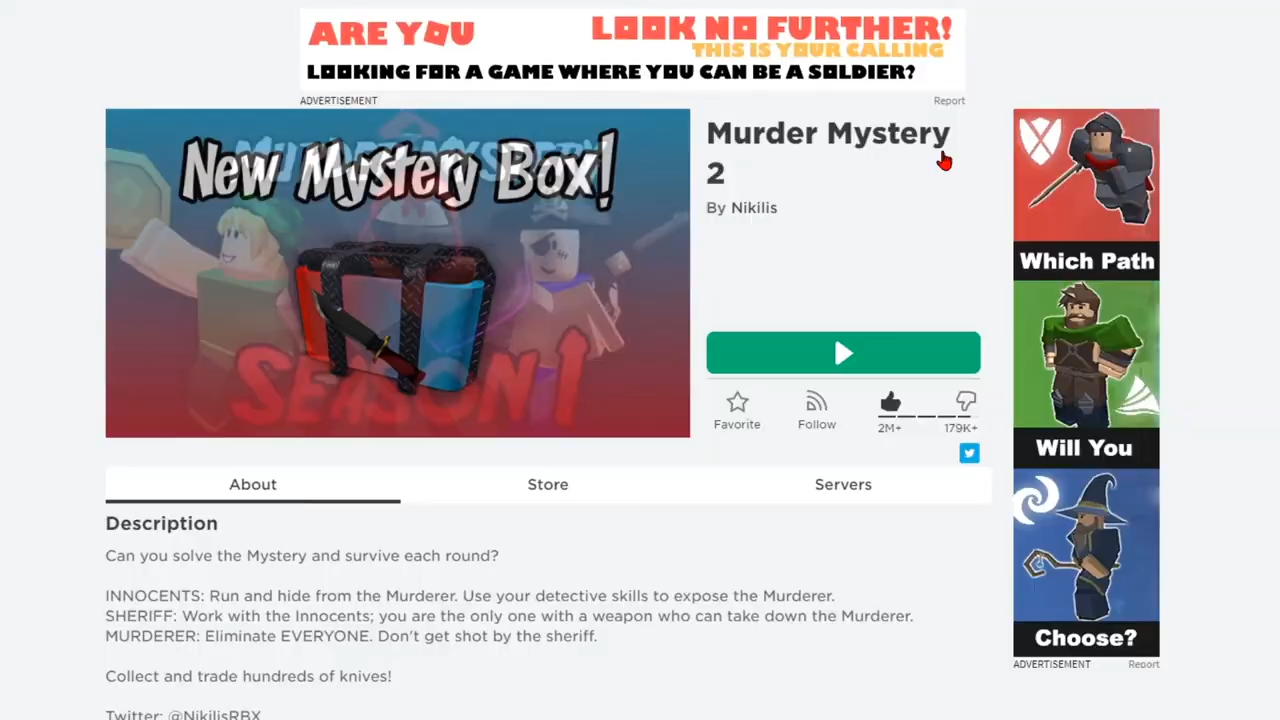 ARE YOU
LOOK NO FURTHER!
THIS IS YOUR CALLING
LOOKING FOR A GAME WHERE YOU CAN BE A SOLDIER?
ADVERTISEMENT
Report
New Mystery Box!
SEASON 1
Murder Mystery
2
By Nikilis
Favorite
Follow
2M+
179K+
About
Store
Servers
Description
Can you solve the Mystery and survive each round?
INNOCENTS: Run and hide from the Murderer. Use your detective skills to expose the Murderer.
SHERIFF: Work with the Innocents; you are the only one with a weapon who can take down the Murderer.
MURDERER: Eliminate EVERYONE. Don't get shot by the sheriff.
Collect and trade hundreds of knives!
Twitter: @NikilisRBX
Which Path
Will You
Choose?
ADVERTISEMENT
Report